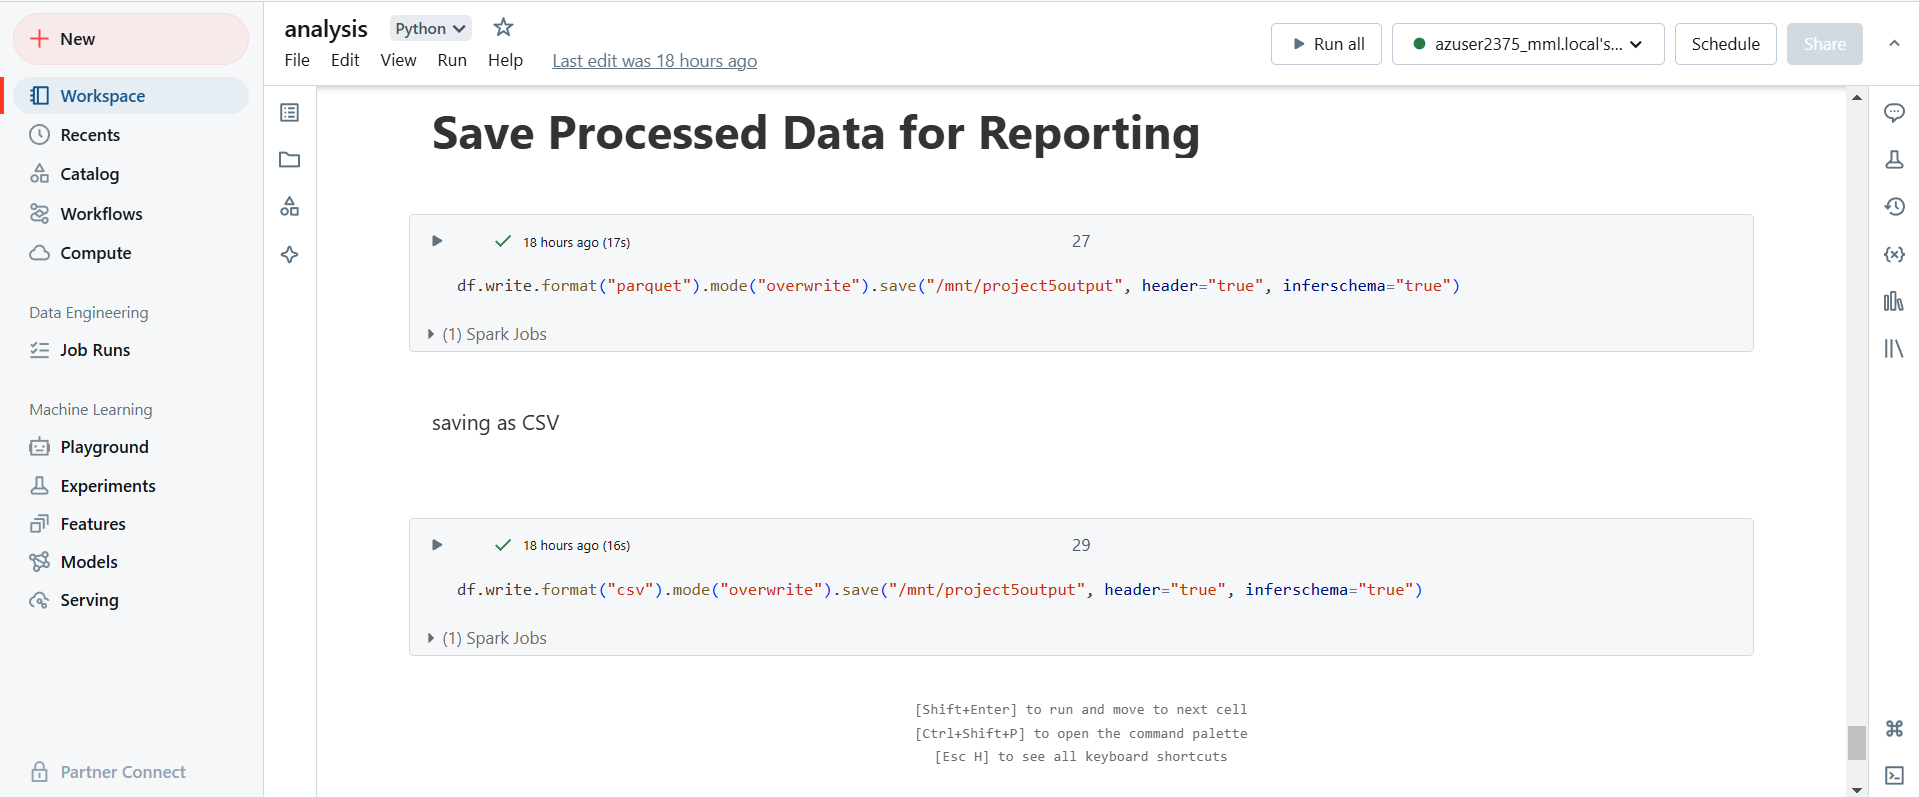 New
Workspace
Recents
Catalog
Workflows
Compute
Data Engineering
Job Runs
Machine Learning
Playground
Experiments
Features
Models
Serving
Partner Connect
analysis
Python
File Edit View Run Help Last edit was 18 hours ago
Run all
azuser2375_mml.local's...
Schedule
Share
Save Processed Data for Reporting
18 hours ago (17s)
27
df.write.format("parquet").mode("overwrite").save("/mnt/project5output", header="true", inferschema="true")
(1) Spark Jobs
saving as CSV
18 hours ago (16s)
29
df.write.format("csv").mode("overwrite").save("/mnt/project5output", header="true", inferschema="true")
(1) Spark Jobs
[Shift+Enter] to run and move to next cell
[Ctrl+Shift+P] to open the command palette
[Esc H] to see all keyboard shortcuts